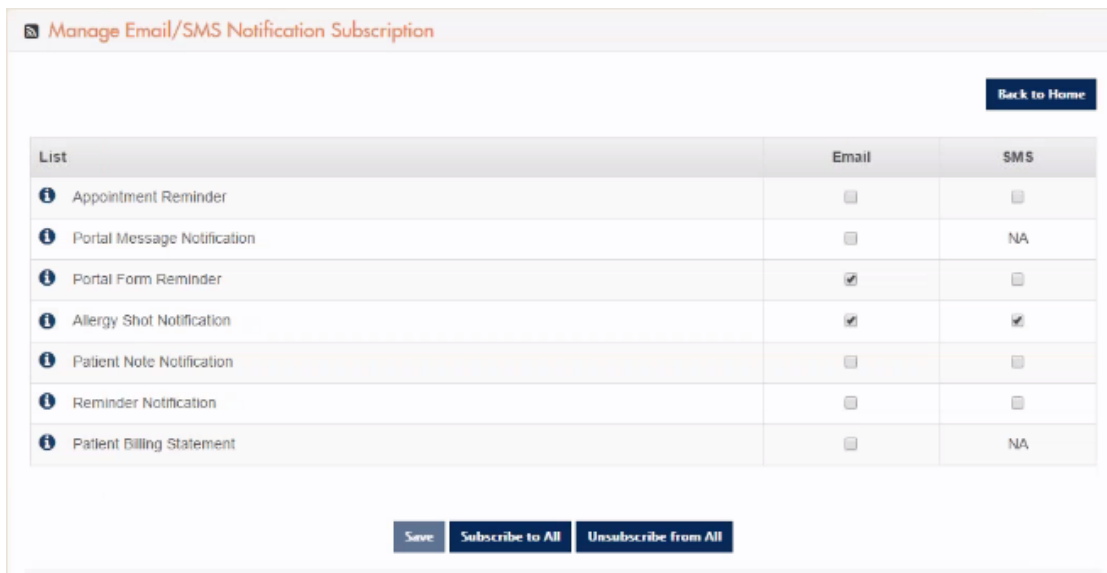 Manage Email/SMS Notification Subscription
Back to Home
List Email SMS
Appointment Reminder
Portal Message Notification NA
Portal Form Reminder
Allergy Shot Notification
Patient Note Notification
Reminder Notification
Patient Billing Statement NA
Save Subscribe to All Unsubscribe from All